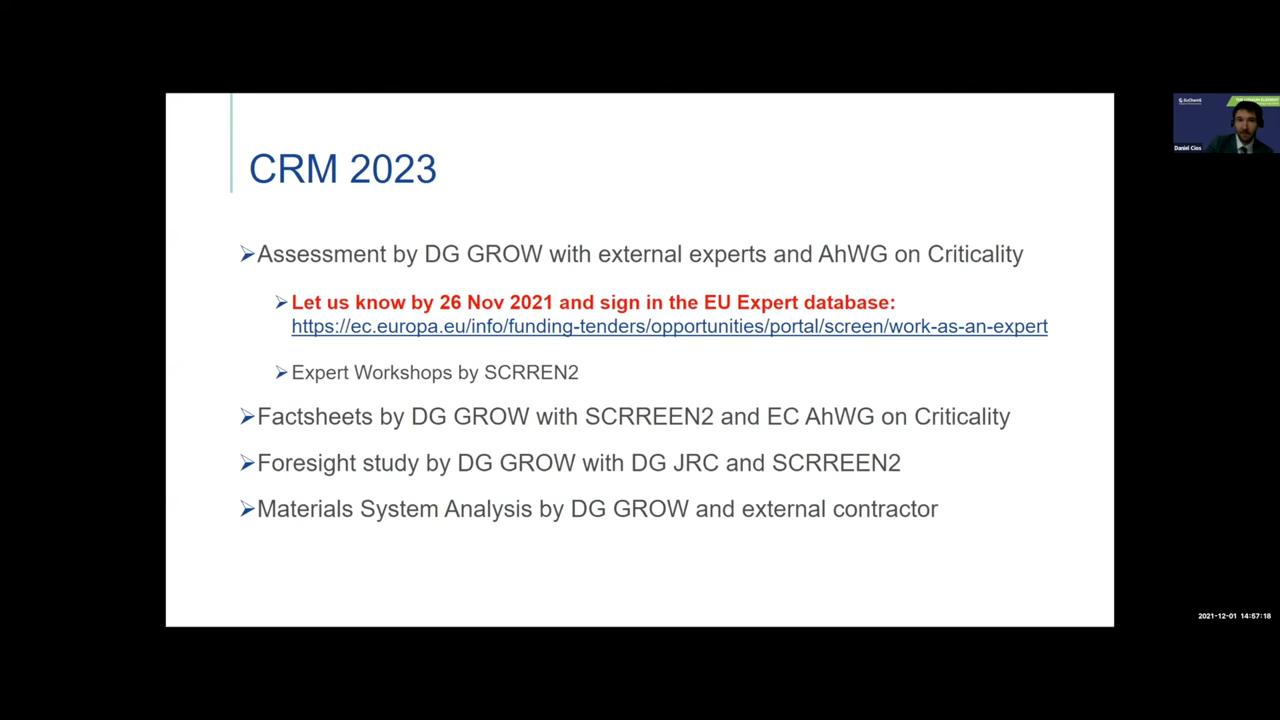 CRM 2023
➢Assessment by DG GROW with external experts and AhWG on Criticality
➢Let us know by 26 Nov 2021 and sign in the EU Expert database:
https://ec.europa.eu/info/funding-tenders/opportunities/portal/screen/work-as-an-expert
➢Expert Workshops by SCRREN2
➢Factsheets by DG GROW with SCRREEN2 and EC AhWG on Criticality
➢Foresight study by DG GROW with DG JRC and SCRREEN2
➢Materials System Analysis by DG GROW and external contractor
EuChemS
Daniel Cios
2021-12-01 14:57:18